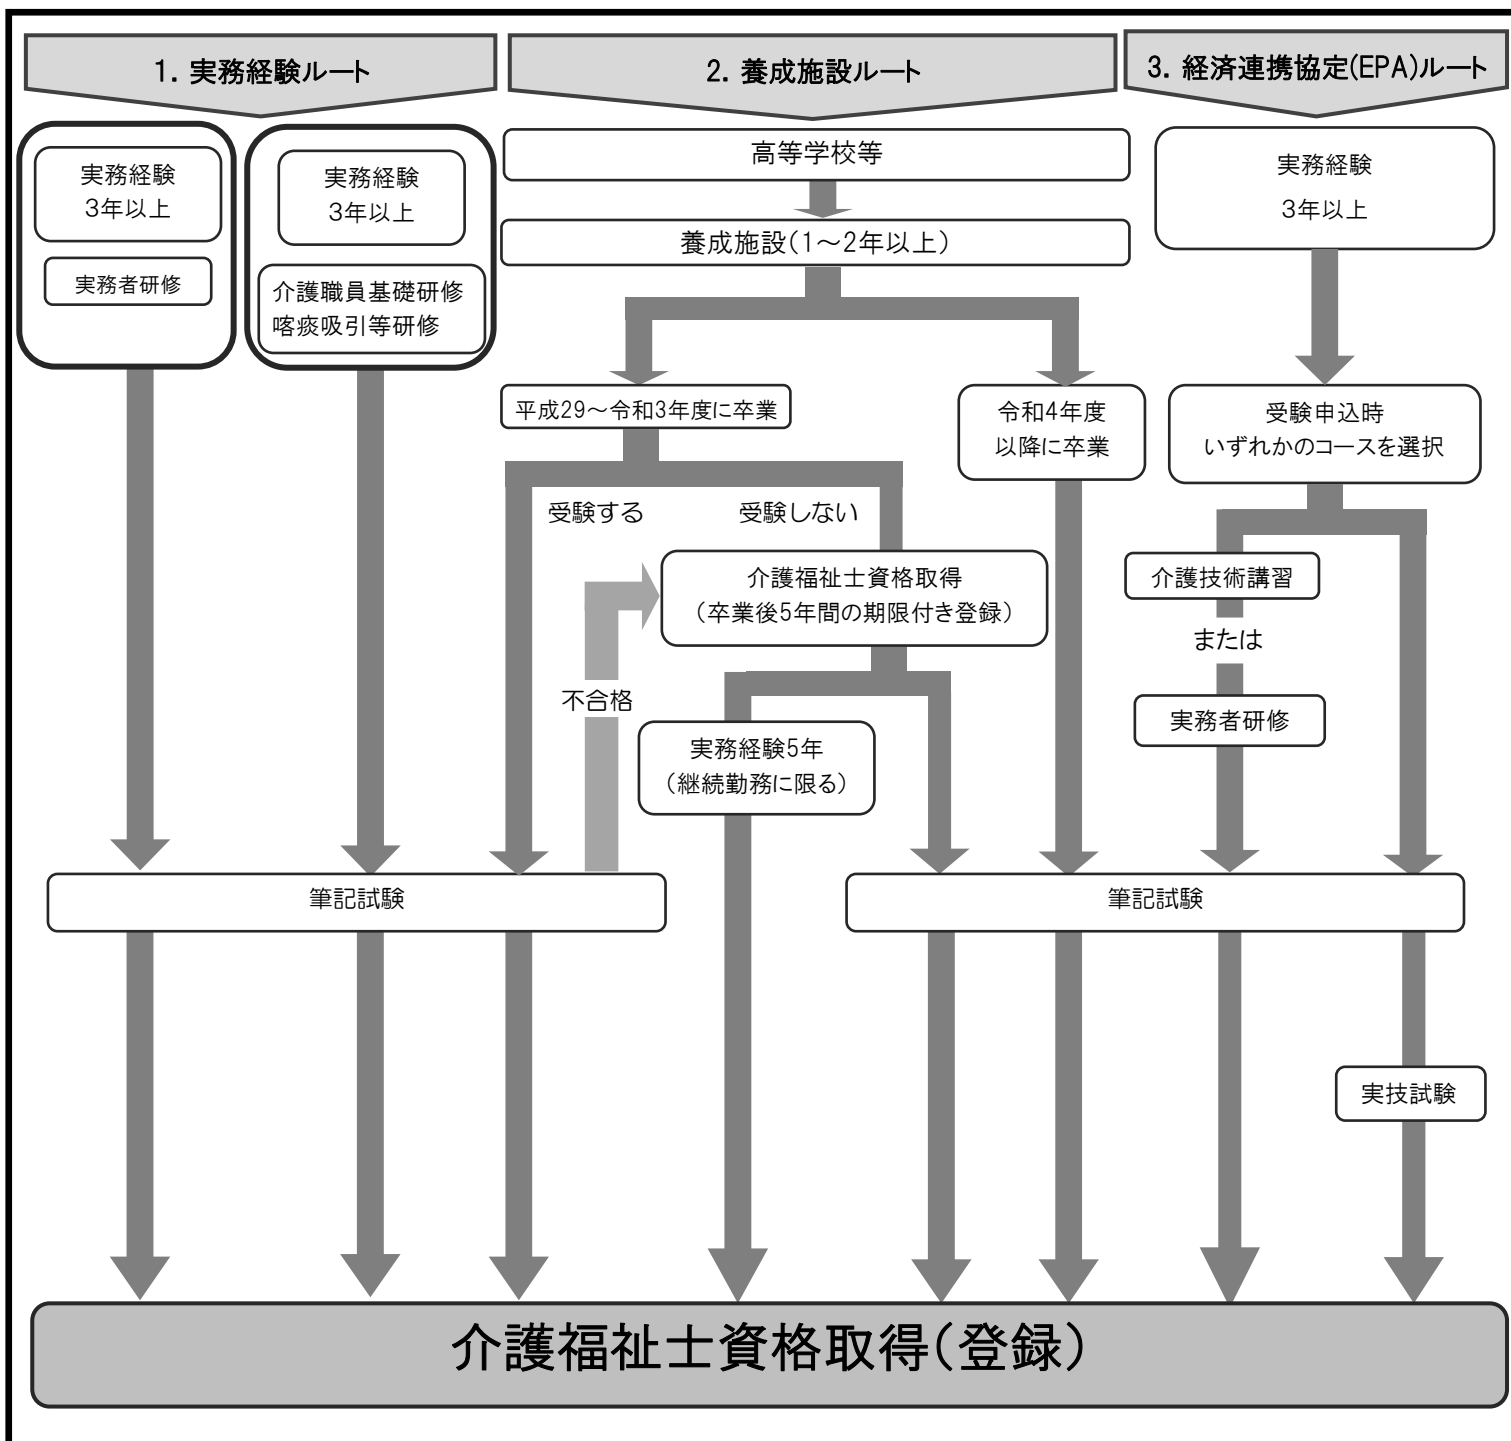 1．実務経験ルート
2．養成施設ルート
3．経済連携協定(EPA)ルート
実務経験
3年以上
実務者研修
実務経験
3年以上
介護職員基礎研修
喀痰吸引等研修
高等学校等
養成施設(1～2年以上)
平成29～令和3年度に卒業
令和4年度
以降に卒業
受験する
受験しない
介護福祉士資格取得
(卒業後5年間の期限付き登録)
不合格
実務経験5年
(継続勤務に限る)
実務経験
3年以上
受験申込時
いずれかのコースを選択
介護技術講習
または
実務者研修
筆記試験
筆記試験
実技試験
介護福祉士資格取得(登録)